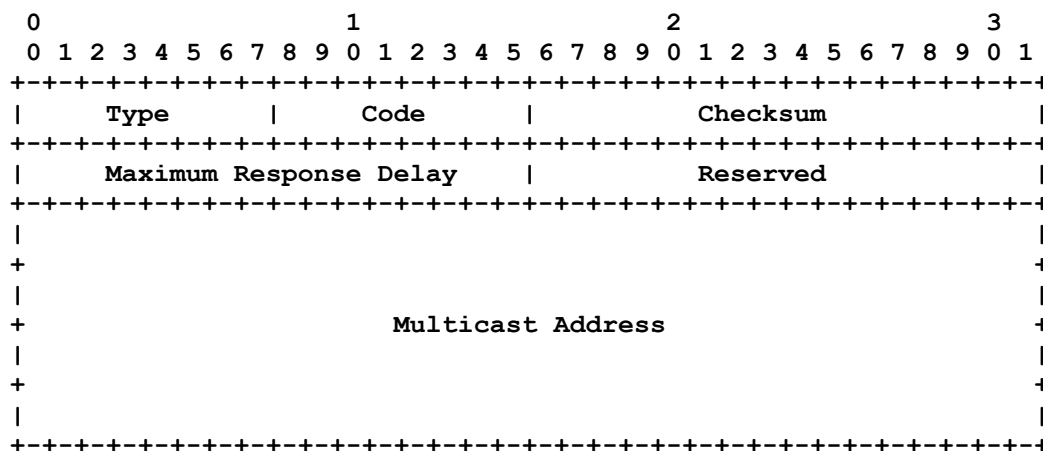 0                   1                   2                   3
0 1 2 3 4 5 6 7 8 9 0 1 2 3 4 5 6 7 8 9 0 1 2 3 4 5 6 7 8 9 0 1
+-+-+-+-+-+-+-+-+-+-+-+-+-+-+-+-+-+-+-+-+-+-+-+-+-+-+-+-+-+-+-+-+
|     Type      |     Code      |          Checksum             |
+-+-+-+-+-+-+-+-+-+-+-+-+-+-+-+-+-+-+-+-+-+-+-+-+-+-+-+-+-+-+-+-+
|     Maximum Response Delay    |          Reserved             |
+-+-+-+-+-+-+-+-+-+-+-+-+-+-+-+-+-+-+-+-+-+-+-+-+-+-+-+-+-+-+-+-+
|                                                               |
+                                                               +
|                                                               |
+                       Multicast Address                       +
|                                                               |
+                                                               +
|                                                               |
+-+-+-+-+-+-+-+-+-+-+-+-+-+-+-+-+-+-+-+-+-+-+-+-+-+-+-+-+-+-+-+-+